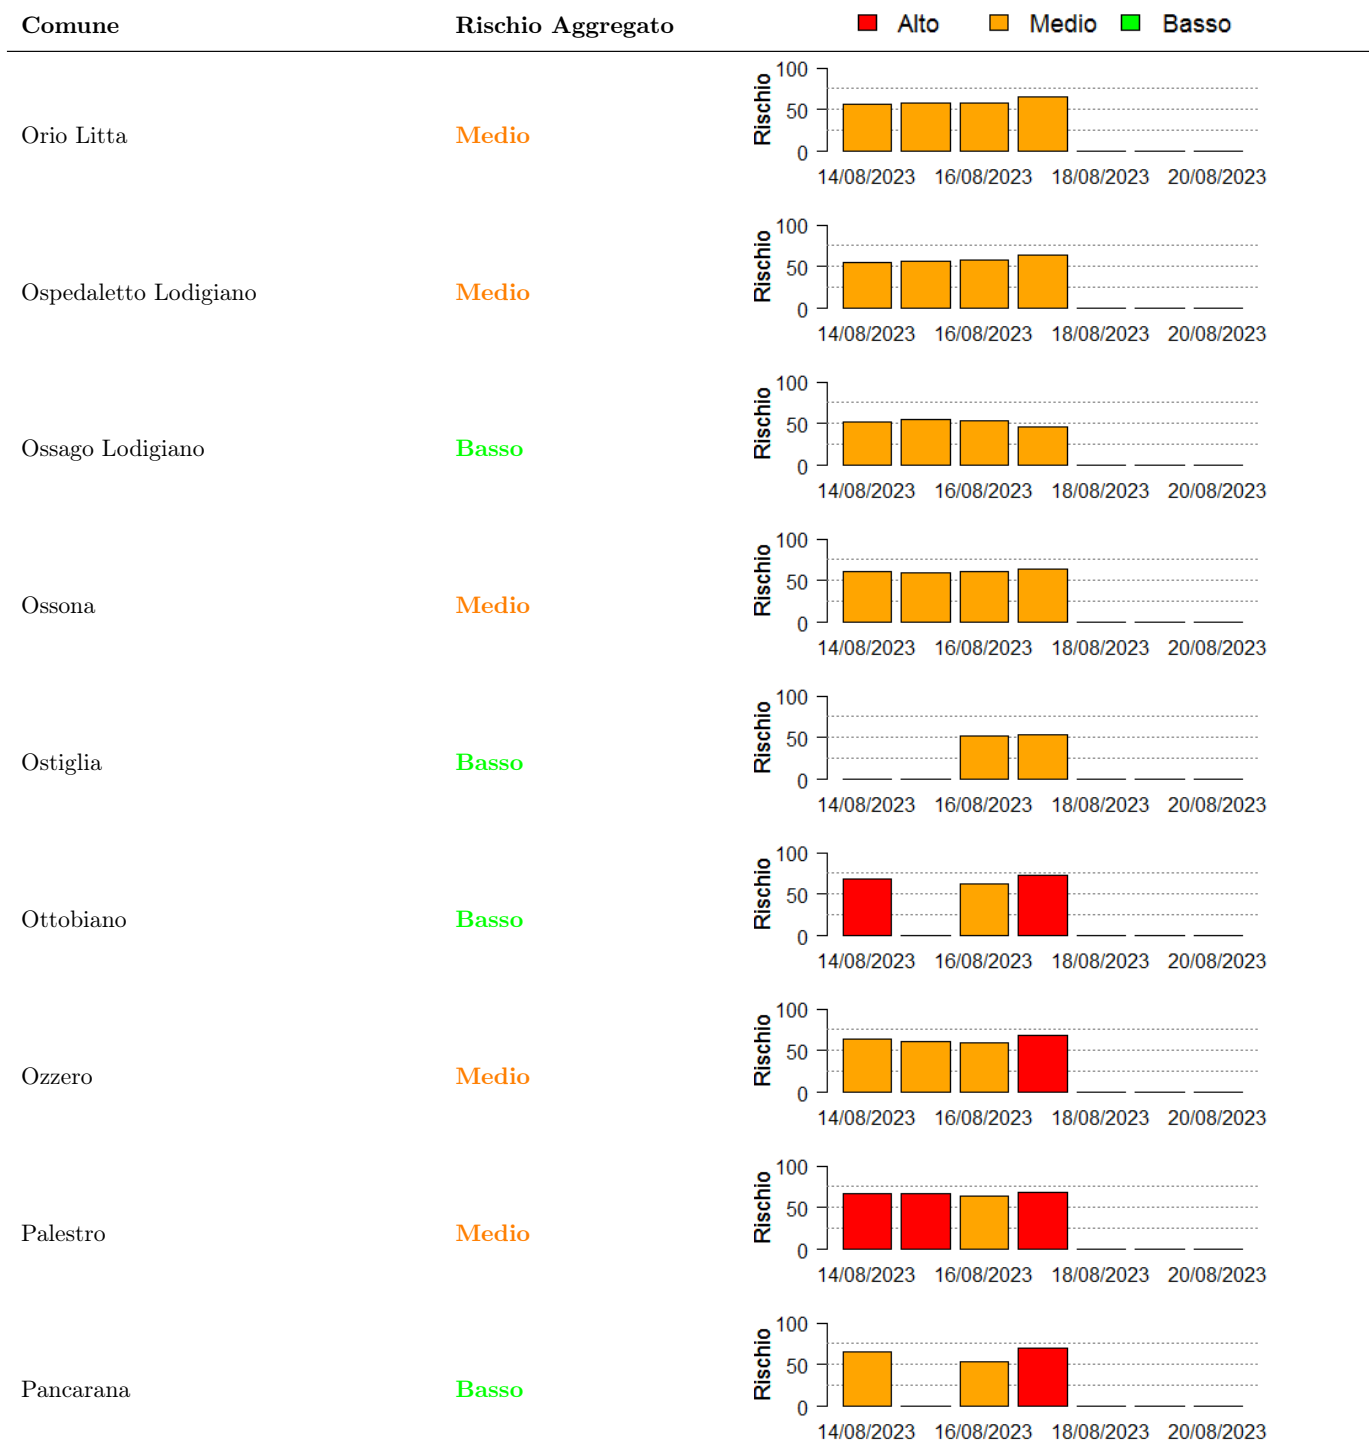 Comune Rischio Aggregato Alto Medio Basso
Orio Litta Medio
Rischio
100
50
0
14/08/2023 16/08/2023 18/08/2023 20/08/2023
Ospedaletto Lodigiano Medio
Rischio
100
50
0
14/08/2023 16/08/2023 18/08/2023 20/08/2023
Ossago Lodigiano Basso
Rischio
100
50
0
14/08/2023 16/08/2023 18/08/2023 20/08/2023
Ossona Medio
Rischio
100
50
0
14/08/2023 16/08/2023 18/08/2023 20/08/2023
Ostiglia Basso
Rischio
100
50
0
14/08/2023 16/08/2023 18/08/2023 20/08/2023
Ottobiano Basso
Rischio
100
50
0
14/08/2023 16/08/2023 18/08/2023 20/08/2023
Ozzero Medio
Rischio
100
50
0
14/08/2023 16/08/2023 18/08/2023 20/08/2023
Palestro Medio
Rischio
100
50
0
14/08/2023 16/08/2023 18/08/2023 20/08/2023
Pancarana Basso
Rischio
100
50
0
14/08/2023 16/08/2023 18/08/2023 20/08/2023